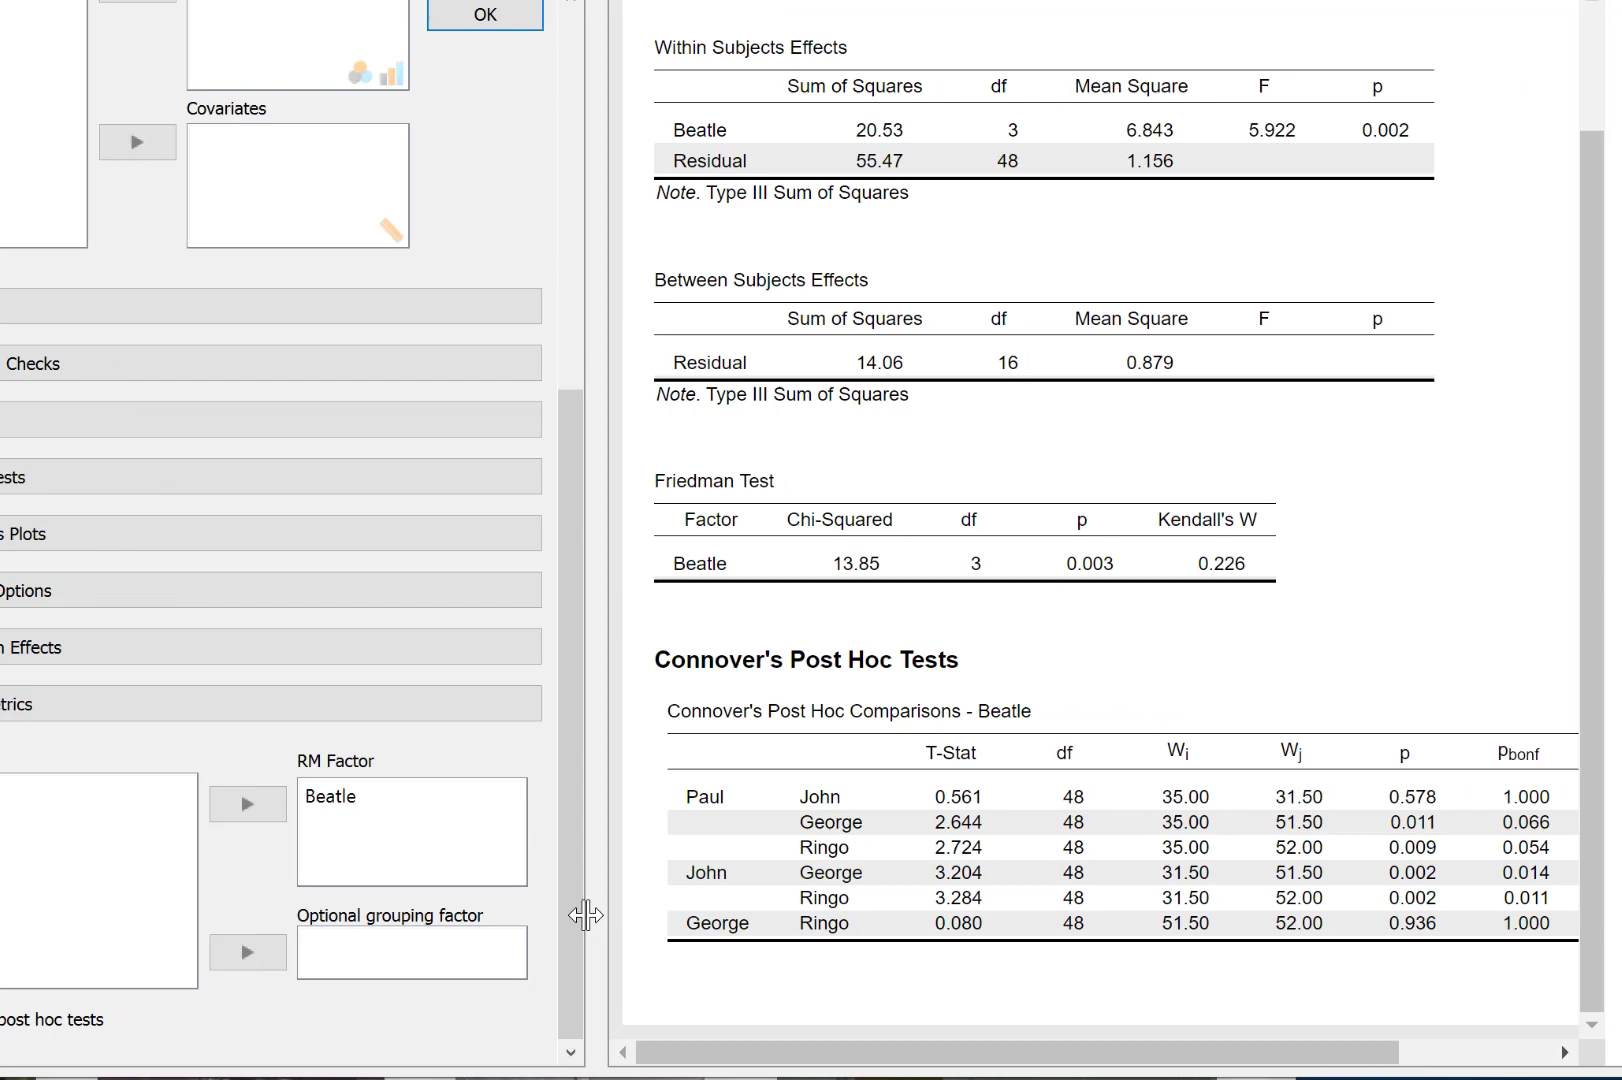 OK
Covariates
Checks
ests
s Plots
Options
n Effects
trics
RM Factor
Beatle
Optional grouping factor
post hoc tests
Within Subjects Effects
Sum of Squares df Mean Square F p
Beatle 20.53 3 6.843 5.922 0.002
Residual 55.47 48 1.156
Note. Type III Sum of Squares
Between Subjects Effects
Sum of Squares df Mean Square F p
Residual 14.06 16 0.879
Note. Type III Sum of Squares
Friedman Test
Factor Chi-Squared df p Kendall's W
Beatle 13.85 3 0.003 0.226
Connover's Post Hoc Tests
Connover's Post Hoc Comparisons - Beatle
T-Stat df Wi Wj p pbonf
Paul John 0.561 48 35.00 31.50 0.578 1.000
George 2.644 48 35.00 51.50 0.011 0.066
Ringo 2.724 48 35.00 52.00 0.009 0.054
John George 3.204 48 31.50 51.50 0.002 0.014
Ringo 3.284 48 31.50 52.00 0.002 0.011
George Ringo 0.080 48 51.50 52.00 0.936 1.000